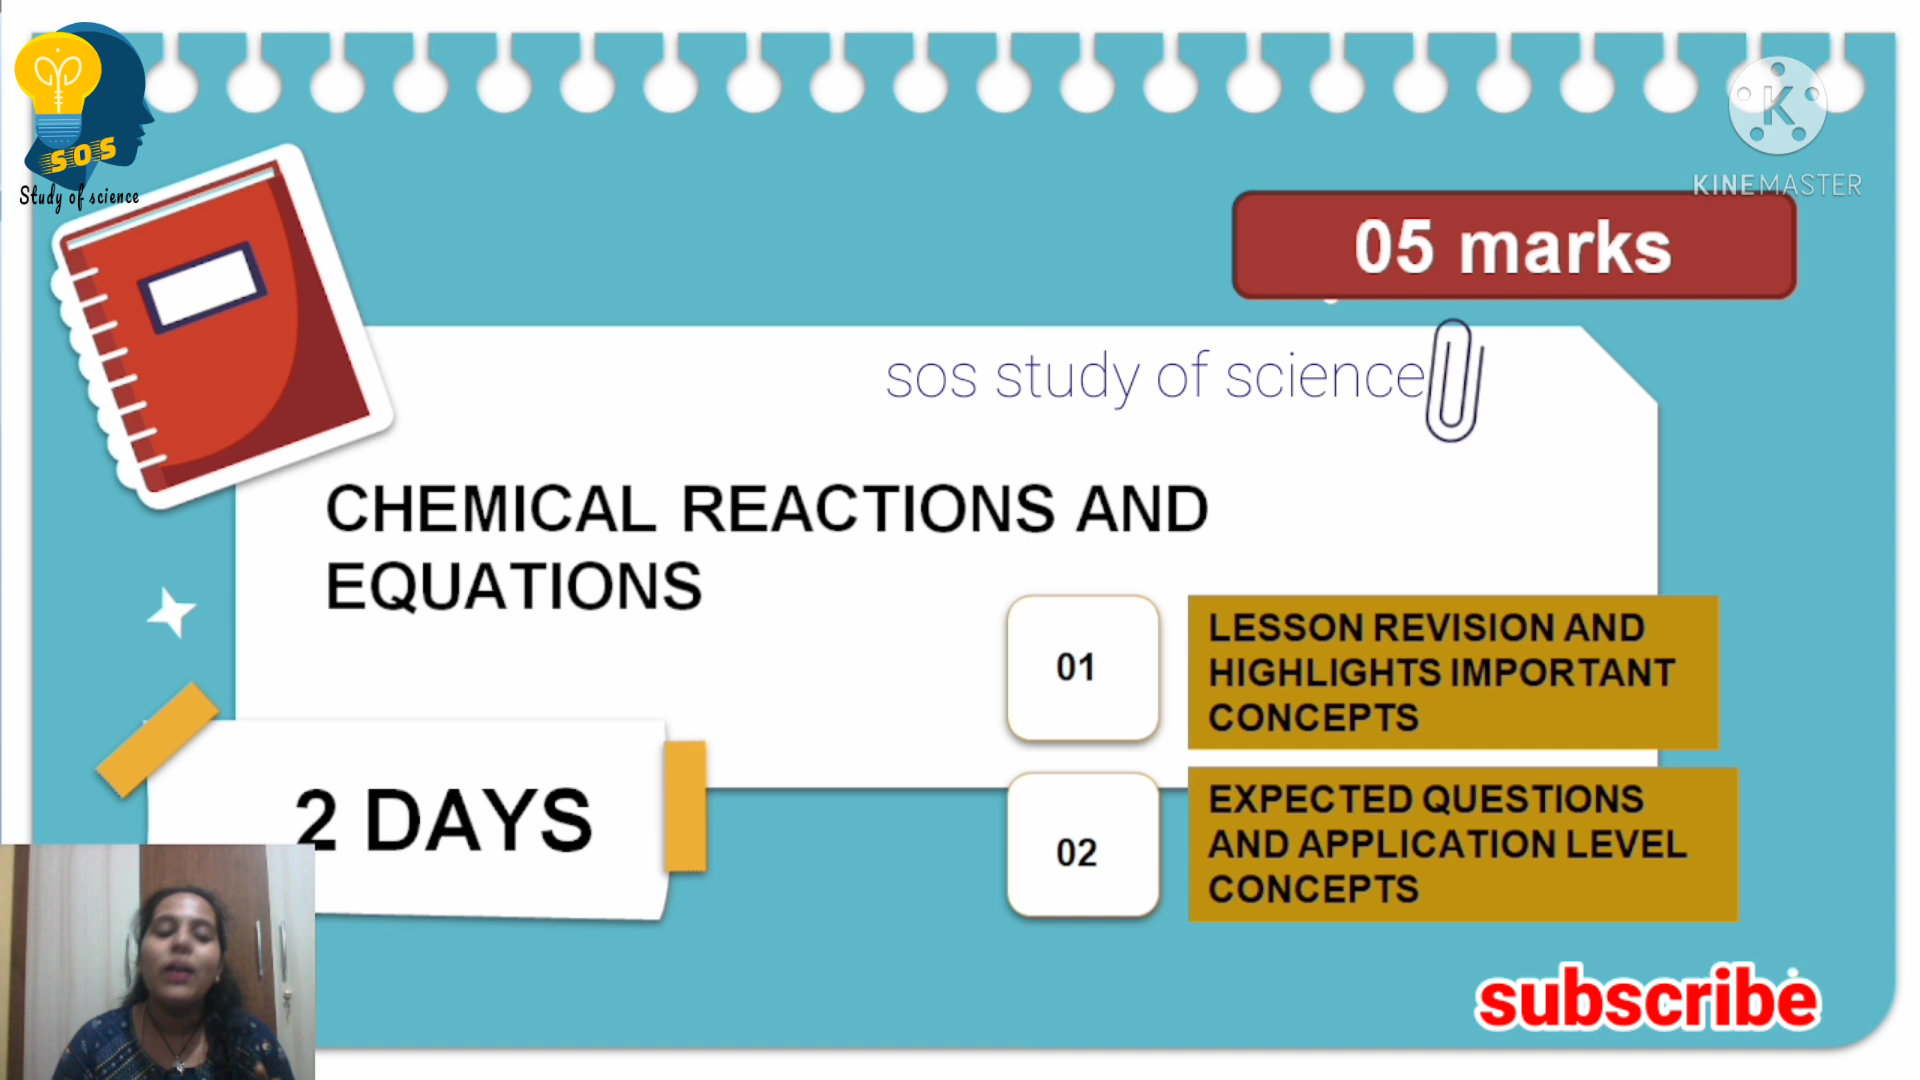 SOS
Study of science
KINEMASTER
05 marks
sos study of science
CHEMICAL REACTIONS AND
EQUATIONS
01
LESSON REVISION AND
HIGHLIGHTS IMPORTANT
CONCEPTS
2 DAYS
02
EXPECTED QUESTIONS
AND APPLICATION LEVEL
CONCEPTS
subscribe